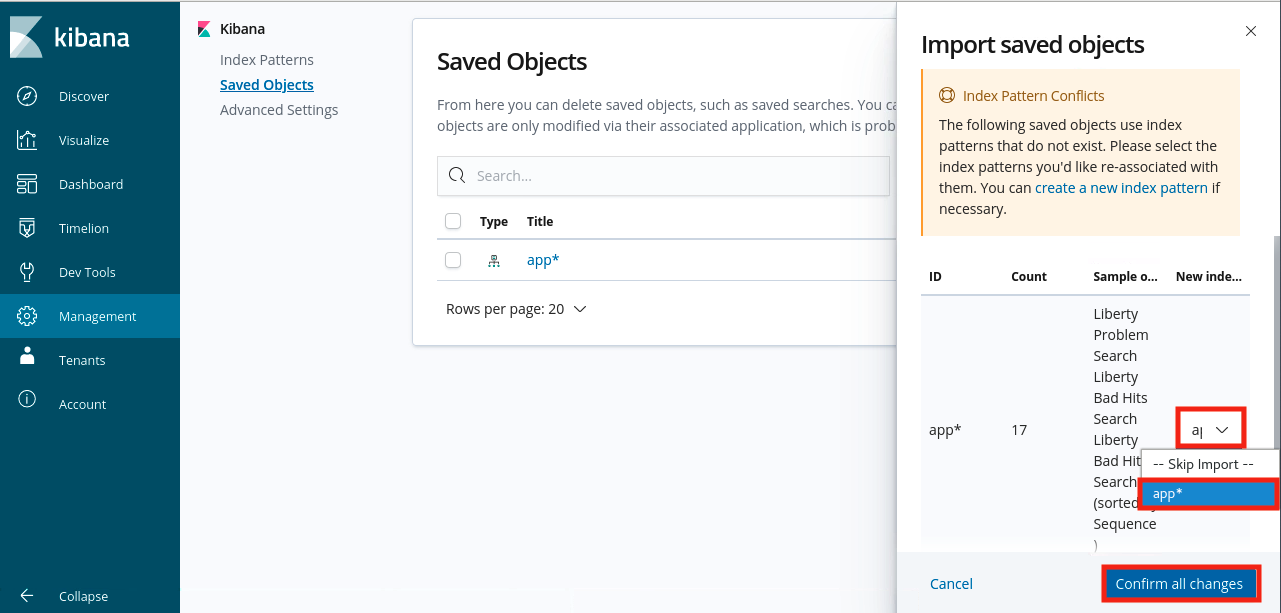 kibana
Discover
Visualize
Dashboard
Timelion
Dev Tools
Management
Tenants
Account
Collapse
Kibana
Index Patterns
Saved Objects
Advanced Settings
Saved Objects
From here you can delete saved objects, such as saved searches. You ca
objects are only modified via their associated application, which is prob
Search...
Type Title
app*
Rows per page: 20
Import saved objects
Index Pattern Conflicts
The following saved objects use index
patterns that do not exist. Please select the
index patterns you'd like re-associated with
them. You can create a new index pattern if
necessary.
ID Count Sample o... New inde...
Liberty
Problem
Search
Liberty
Bad Hits
Search
Liberty
app* 17 ap
Bad Hit
-- Skip Import --
Search
app*
(sorted
Sequence
)
Cancel Confirm all changes